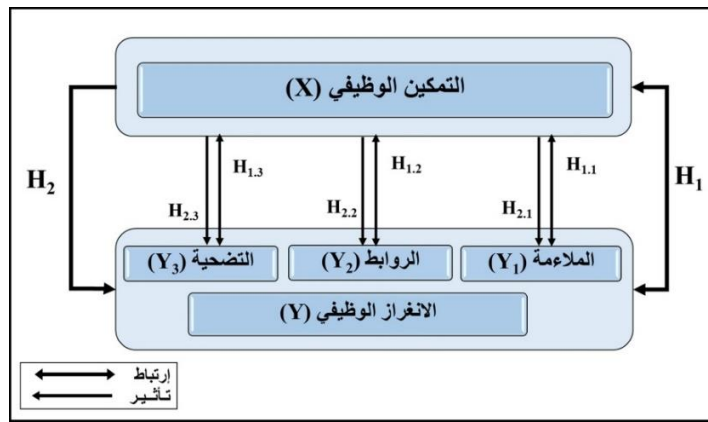 التمكين الوظيفي (X)
H1
H2
H1.1
H1.2
H1.3
H2.1
H2.2
H2.3
الملاءمة (Y1)
الروابط (Y2)
التضحية (Y3)
الانغراز الوظيفي (Y)
إرتباط
تـأثـيـر